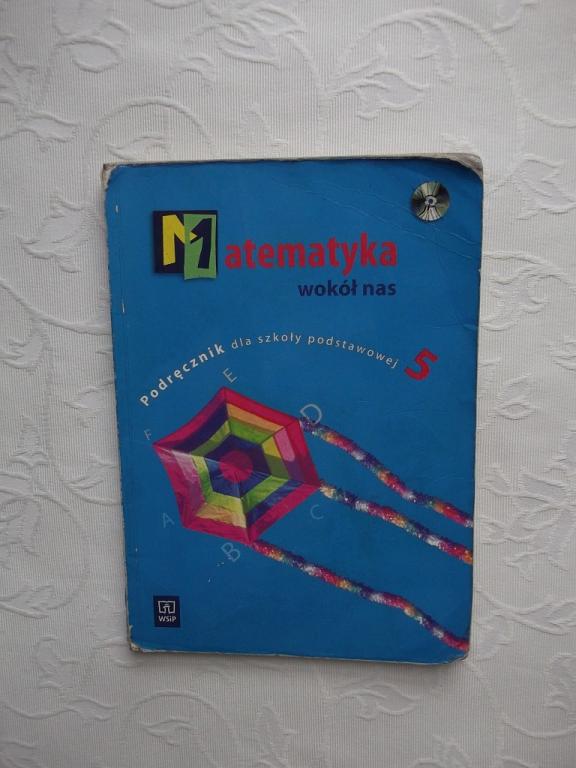 Matematyka
wokół nas
Podręcznik dla szkoły podstawowej 5
E
D
F
A
C
B
WSiP